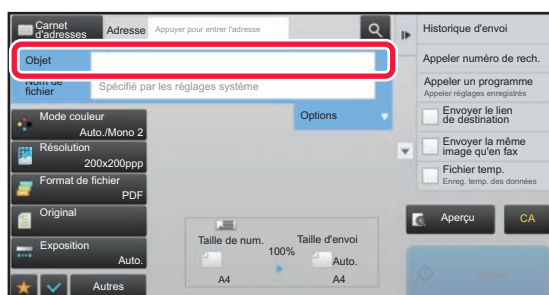 Carnet
d'adresses
Adresse
Appuyer pour entrer l'adresse
Objet
Nom de
fichier
Spécifié par les réglages système
Options
Mode couleur
Auto./Mono 2
Résolution
200x200ppp
Format de fichier
PDF
Original
Exposition
Auto.
Autres
Taille de num.
100%
Taille d'envoi
Auto.
A4
A4
Historique d'envoi
Appeler numéro de rech.
Appeler un programme
Appeler réglages enregistrés
Envoyer le lien
de destination
Envoyer la même
image qu'en fax
Fichier temp.
Enreg. temp. des données
Aperçu
CA
Départ